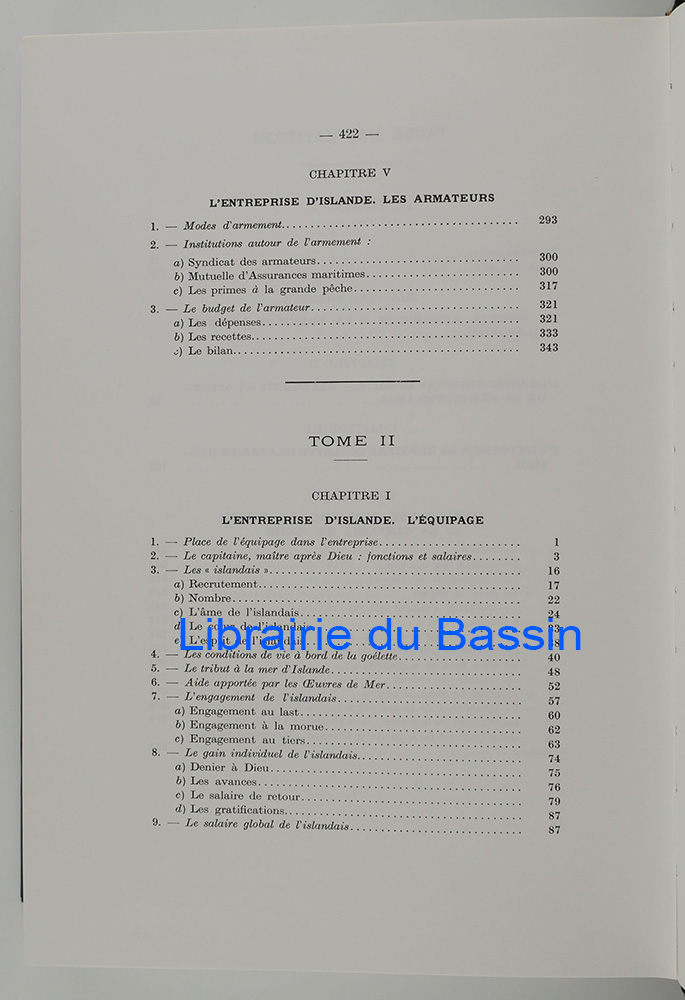 — 422 —
CHAPITRE V
L'ENTREPRISE D'ISLANDE. LES ARMATEURS
1. — Modes d'armement........ 293
2. — Institutions autour de l'armement :
a) Syndicat des armateurs........ 300
b) Mutuelle d'Assurances maritimes........ 300
c) Les primes à la grande pêche........ 317
3. — Le budget de l'armateur........ 321
a) Les dépenses........ 321
b) Les recettes........ 333
c) Le bilan........ 343
TOME II
CHAPITRE I
L'ENTREPRISE D'ISLANDE. L'ÉQUIPAGE
1. — Place de l'équipage dans l'entreprise........ 1
2. — Le capitaine, maître après Dieu : fonctions et salaires........ 3
3. — Les « islandais »........ 16
a) Recrutement........ 17
b) Nombre........ 22
c) L'âme de l'islandais........ 24
d) Le de l'islandais
e) L'esprit de l'islandais
Librairie du Bassin
4. — Les conditions de vie à bord de la goélette........ 40
5. — Le tribut à la mer d'Islande........ 48
6. — Aide apportée par les Œuvres de Mer........ 52
7. — L'engagement de l'islandais........ 57
a) Engagement au last........ 60
b) Engagement à la morue........ 62
c) Engagement au tiers........ 63
8. — Le gain individuel de l'islandais........ 74
a) Denier à Dieu........ 75
b) Les avances........ 76
c) Le salaire de retour........ 79
d) Les gratifications........ 87
9. — Le salaire global de l'islandais........ 87